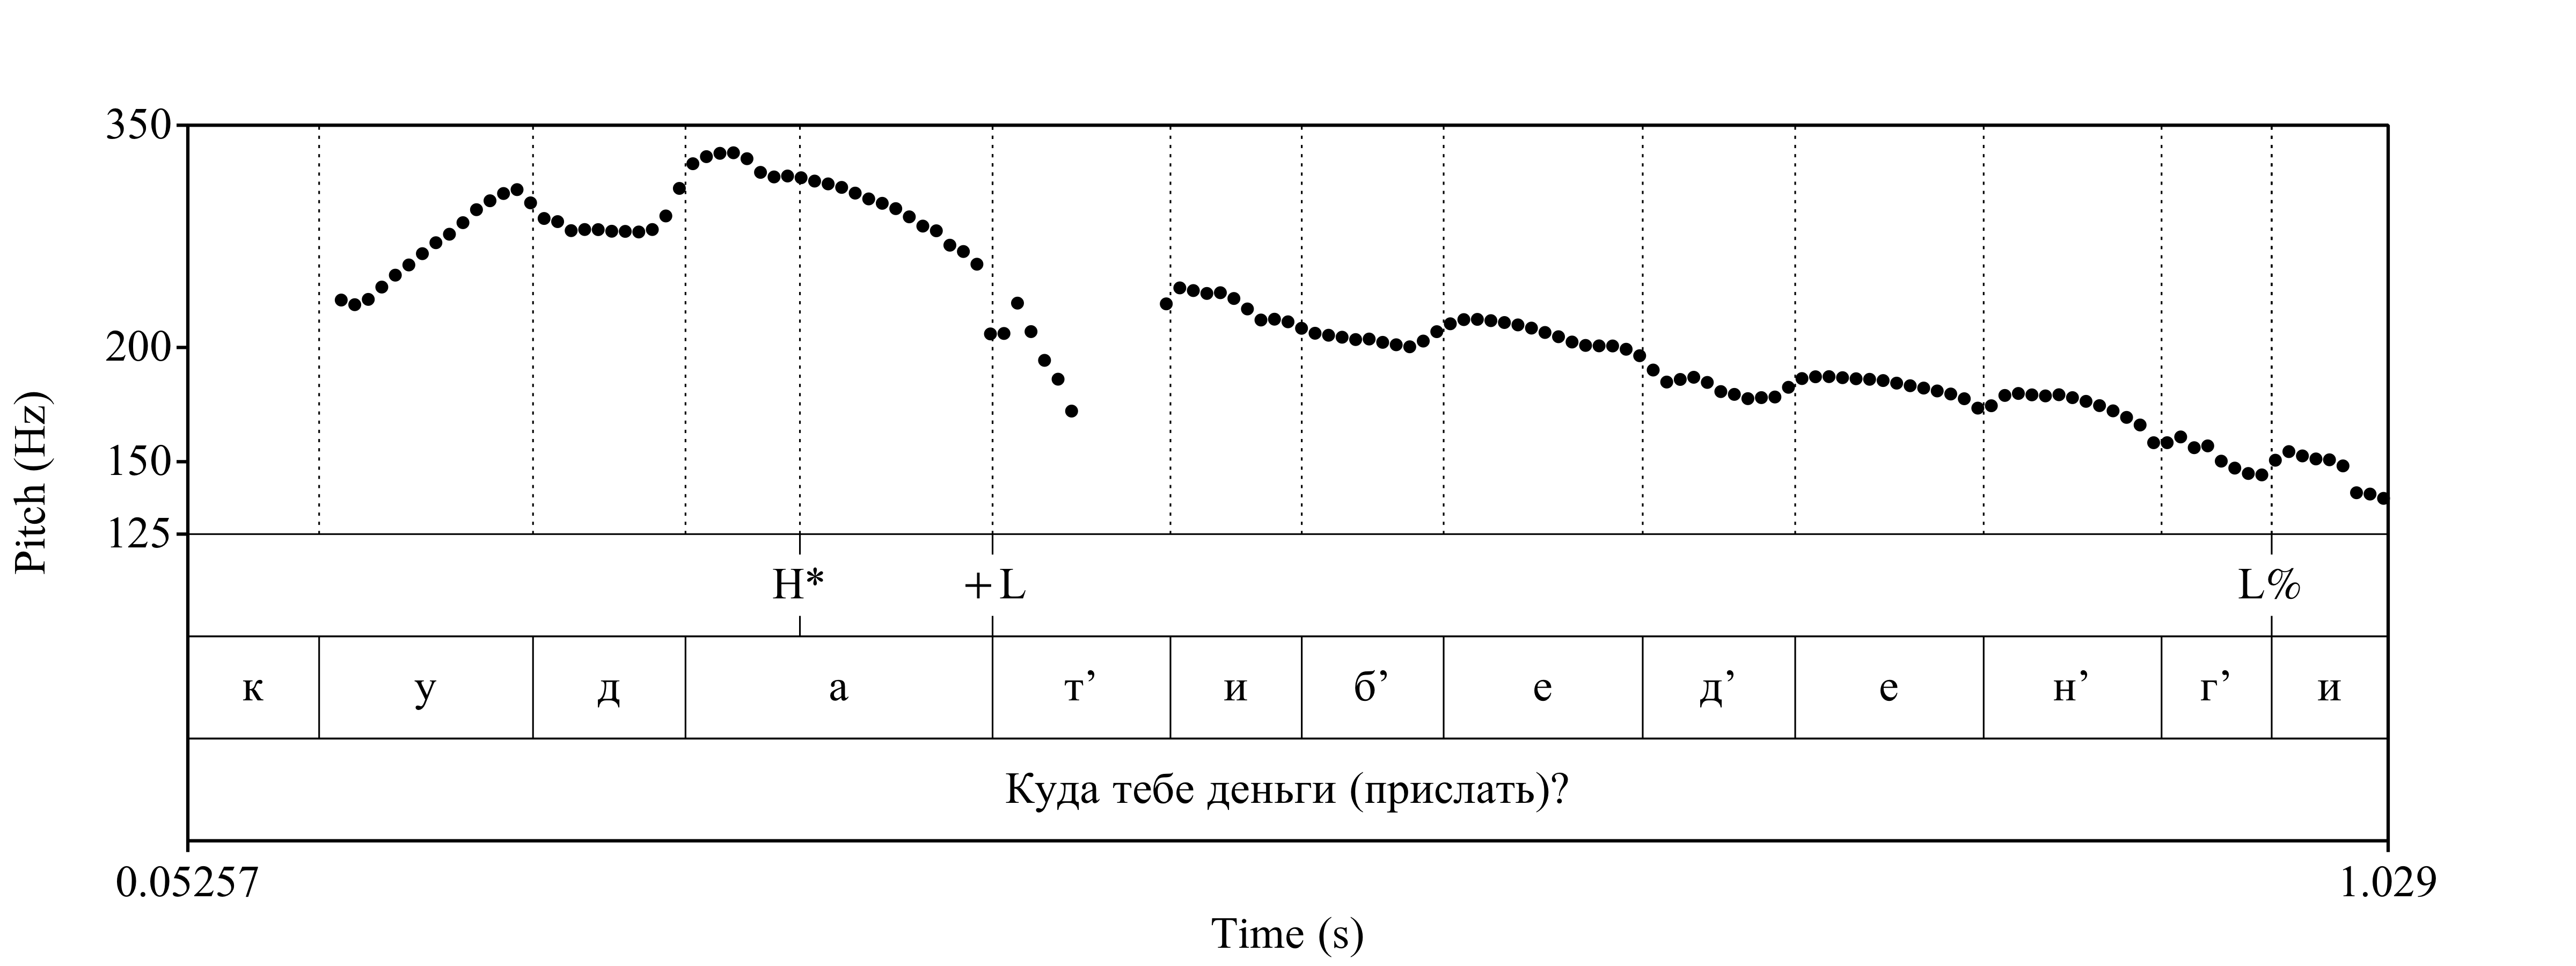 350
200
150
125
Pitch (Hz)
H* +L L%
к у д а т’ и б’ е д’ е н’ г’ и
Куда тебе деньги (прислать)?
0.05257 1.029
Time (s)